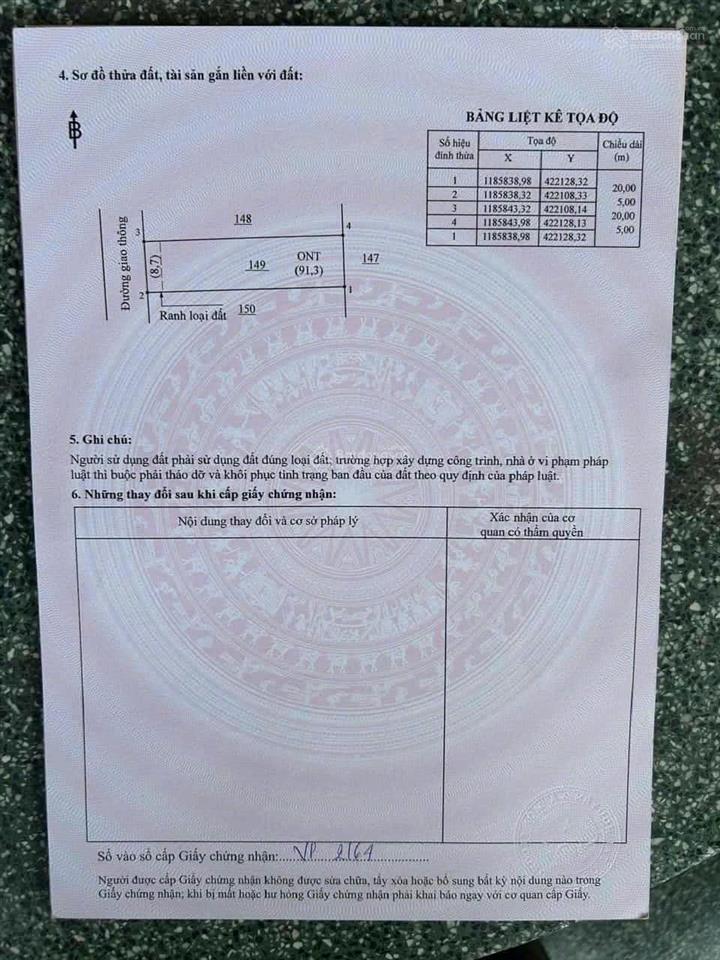 Batdongsan
4. Sơ đồ thửa đất, tài sản gắn liền với đất:
B
BẢNG LIỆT KÊ TỌA ĐỘ
Số hiệu đỉnh thửa | Tọa độ | Chiều dài (m)
X | Y
1 | 1185838,98 | 422128,32
20,00
2 | 1185838,32 | 422108,33
5,00
3 | 1185843,32 | 422108,14
20,00
4 | 1185843,98 | 422128,13
5,00
1 | 1185838,98 | 422128,32
Đường giao thông
148
3
4
(8,7)
149
ONT
(91,3)
147
2
1
Ranh loại đất
150
5. Ghi chú:
Người sử dụng đất phải sử dụng đất đúng loại đất; trường hợp xây dựng công trình, nhà ở vi phạm pháp
luật thì buộc phải tháo dỡ và khôi phục tình trạng ban đầu của đất theo quy định của pháp luật.
6. Những thay đổi sau khi cấp giấy chứng nhận:
Nội dung thay đổi và cơ sở pháp lý
Xác nhận của cơ
quan có thẩm quyền
Số vào sổ cấp Giấy chứng nhận:....VP 2164
Người được cấp Giấy chứng nhận không được sửa chữa, tẩy xóa hoặc bổ sung bất kỳ nội dung nào trong
Giấy chứng nhận; khi bị mất hoặc hư hỏng Giấy chứng nhận phải khai báo ngay với cơ quan cấp Giấy.